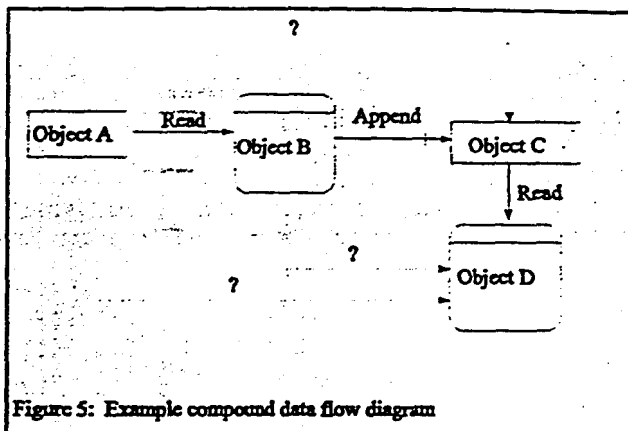 ?
Object A
Read
Object B
Append
Object C
Read
?
?
Object D
Figure 5: Example compound data flow diagram